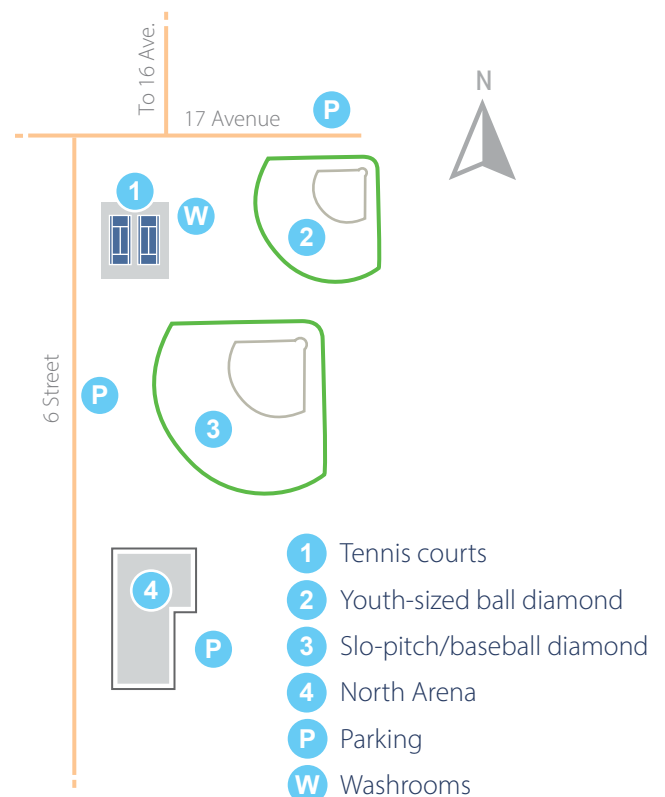 To 16 Ave.
N
17 Avenue
P
1
W
2
6 Street
P
3
4
P
1 Tennis courts
2 Youth-sized ball diamond
3 Slo-pitch/baseball diamond
4 North Arena
P Parking
W Washrooms